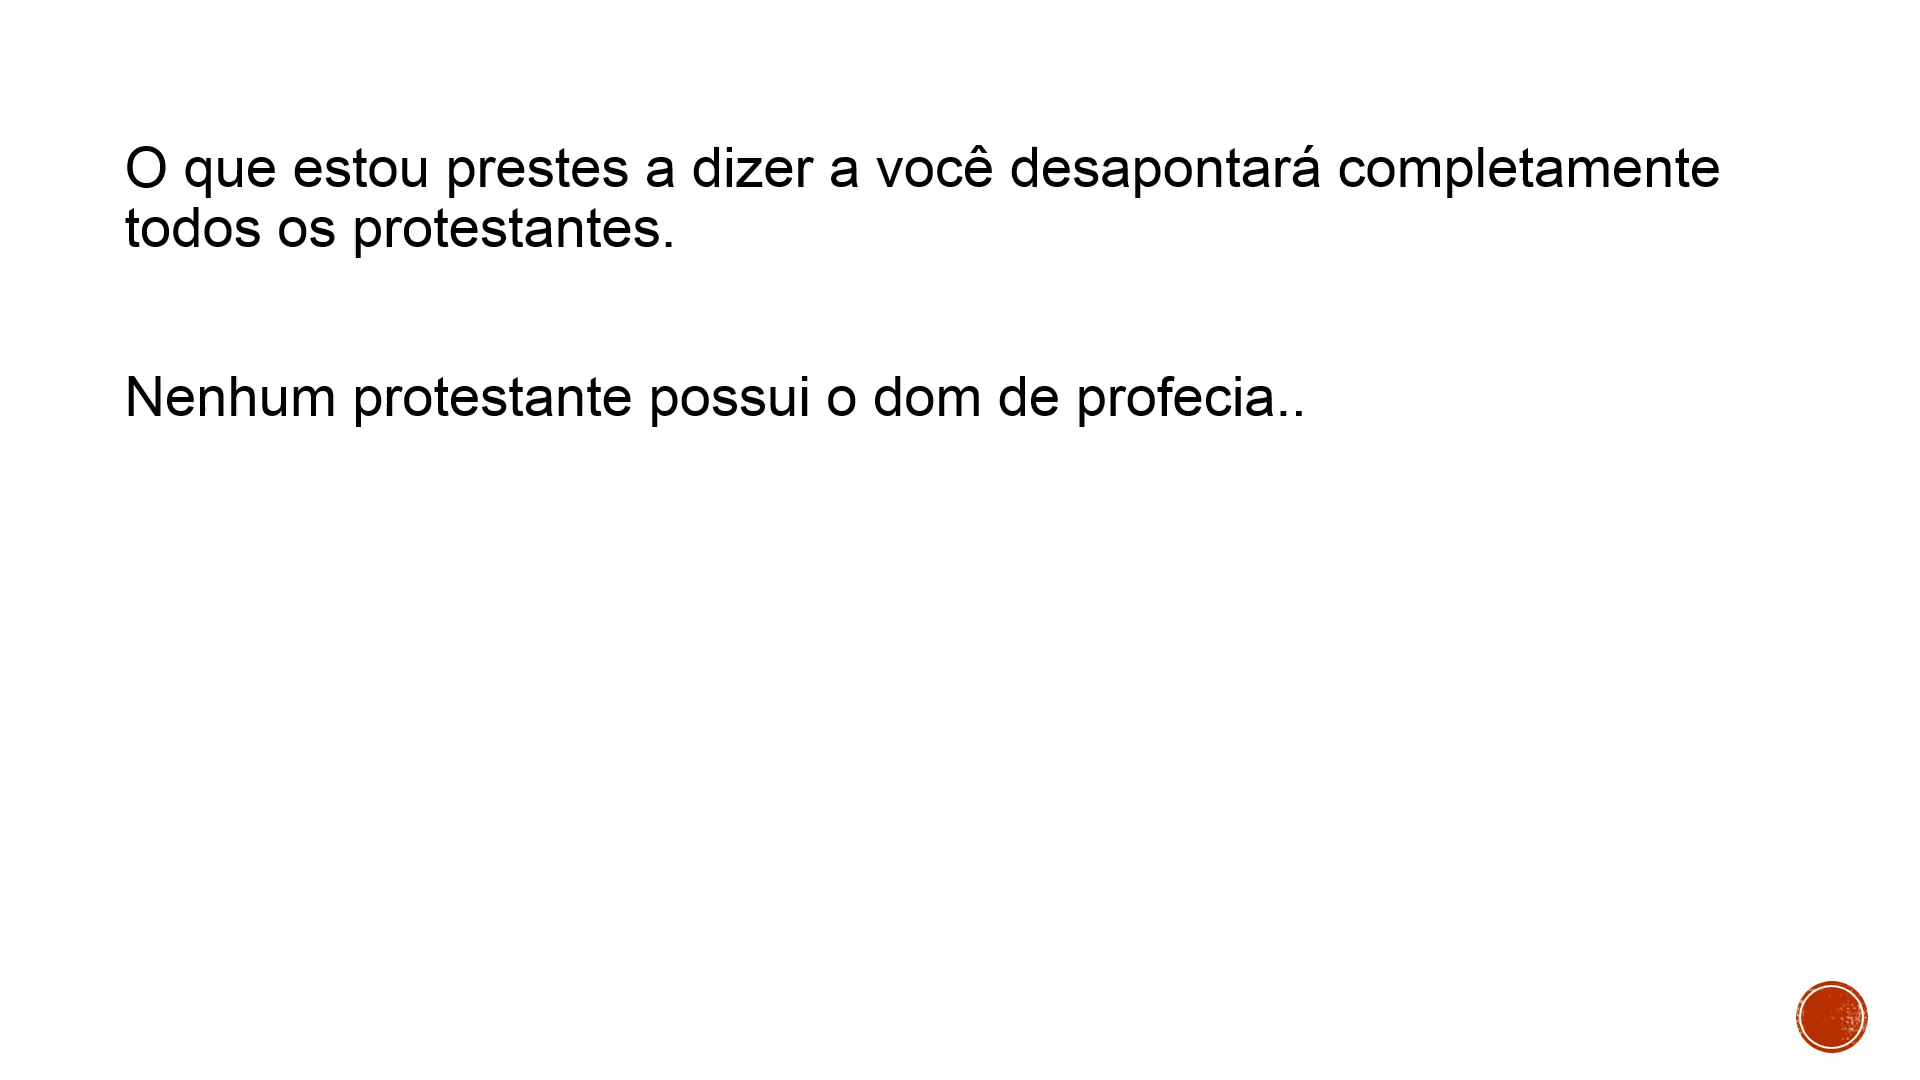 O que estou prestes a dizer a você desapontará completamente
todos os protestantes.
Nenhum protestante possui o dom de profecia..